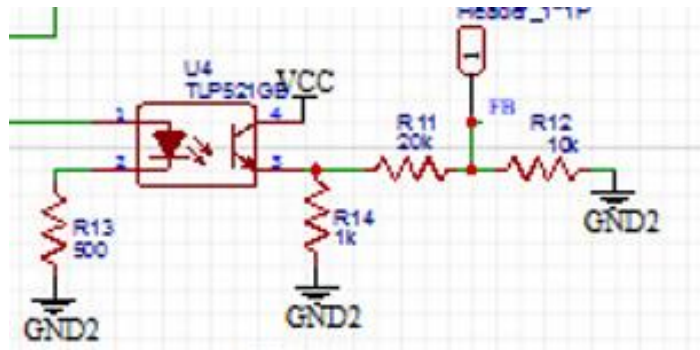 U4
TLP521GB
VCC
1
4
2
3
1
FB
R11
20k
R12
10k
GND2
R13
500
GND2
R14
1k
GND2